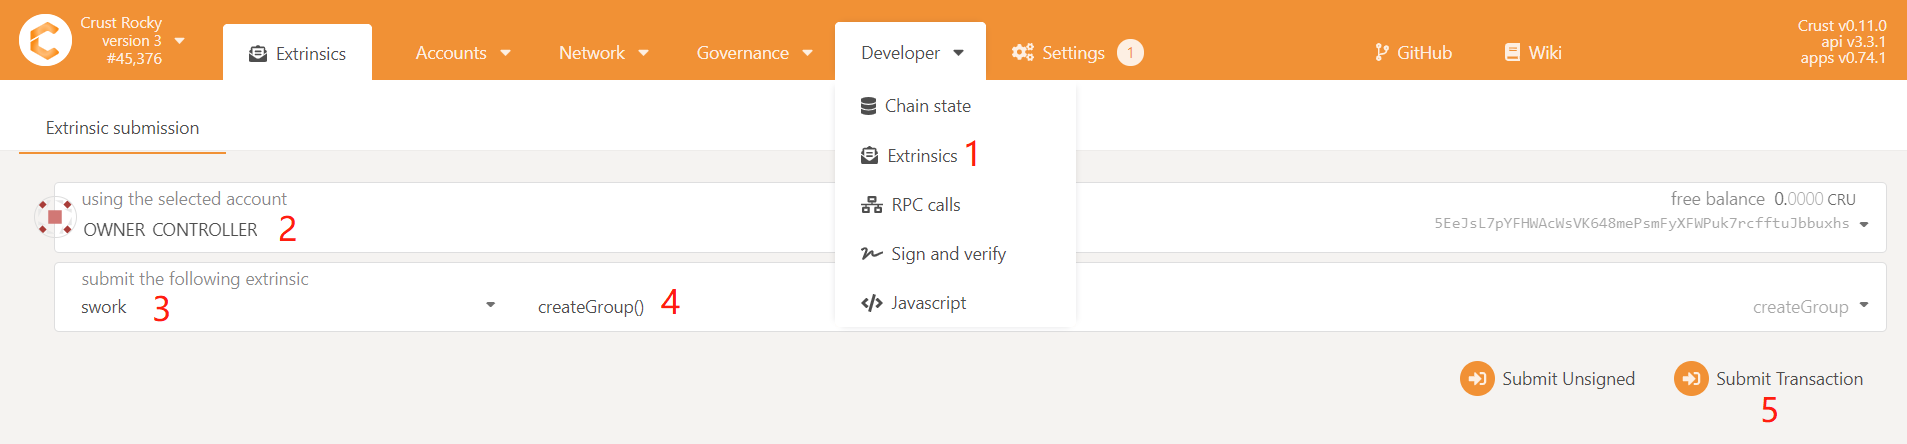 Crust Rocky
version 3
#45,376
Extrinsics
Accounts
Network
Governance
Developer
Settings
1
GitHub
Wiki
Crust v0.11.0
api v3.3.1
apps v0.74.1
Chain state
Extrinsics 1
RPC calls
Sign and verify
Javascript
Extrinsic submission
using the selected account
OWNER CONTROLLER 2
free balance 0.0000 CRU
5EeJsL7pYFHWAcWsVK648mePsmFyXFWPuk7rcfftuJbbuxhs
submit the following extrinsic
swork 3
createGroup() 4
createGroup
Submit Unsigned
Submit Transaction
5